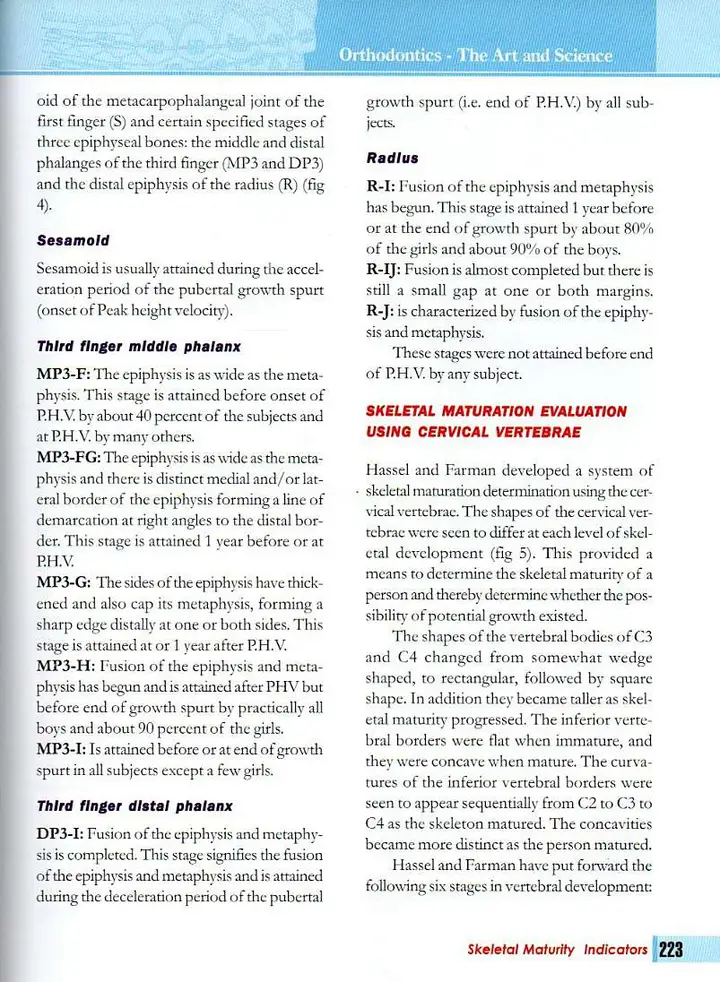 Orthodontics - The Art and Science
oid of the metacarpophalangeal joint of the
first finger (S) and certain specified stages of
three epiphyseal bones: the middle and distal
phalanges of the third finger (MP3 and DP3)
and the distal epiphysis of the radius (R) (fig
4).
Sesamoid
Sesamoid is usually attained during the accel-
eration period of the pubertal growth spurt
(onset of Peak height velocity).
Third finger middle phalanx
MP3-F: The epiphysis is as wide as the meta-
physis. This stage is attained before onset of
P.H.V. by about 40 percent of the subjects and
at P.H.V. by many others.
MP3-FG: The epiphysis is as wide as the meta-
physis and there is distinct medial and/or lat-
eral border of the epiphysis forming a line of
demarcation at right angles to the distal bor-
der. This stage is attained 1 year before or at
P.H.V.
MP3-G: The sides of the epiphysis have thick-
ened and also cap its metaphysis, forming a
sharp edge distally at one or both sides. This
stage is attained at or 1 year after P.H.V.
MP3-H: Fusion of the epiphysis and meta-
physis has begun and is attained after PHV but
before end of growth spurt by practically all
boys and about 90 percent of the girls.
MP3-I: Is attained before or at end of growth
spurt in all subjects except a few girls.
Third finger distal phalanx
DP3-I: Fusion of the epiphysis and metaphy-
sis is completed. This stage signifies the fusion
of the epiphysis and metaphysis and is attained
during the deceleration period of the pubertal
growth spurt (i.e. end of P.H.V.) by all sub-
jects.
Radius
R-I: Fusion of the epiphysis and metaphysis
has begun. This stage is attained 1 year before
or at the end of growth spurt by about 80%
of the girls and about 90% of the boys.
R-IJ: Fusion is almost completed but there is
still a small gap at one or both margins.
R-J: is characterized by fusion of the epiphy-
sis and metaphysis.
These stages were not attained before end
of P.H.V. by any subject.
SKELETAL MATURATION EVALUATION
USING CERVICAL VERTEBRAE
Hassel and Farman developed a system of
skeletal maturation determination using the cer-
vical vertebrae. The shapes of the cervical ver-
tebrae were seen to differ at each level of skel-
etal development (fig 5). This provided a
means to determine the skeletal maturity of a
person and thereby determine whether the pos-
sibility of potential growth existed.
The shapes of the vertebral bodies of C3
and C4 changed from somewhat wedge
shaped, to rectangular, followed by square
shape. In addition they became taller as skel-
etal maturity progressed. The inferior verte-
bral borders were flat when immature, and
they were concave when mature. The curva-
tures of the inferior vertebral borders were
seen to appear sequentially from C2 to C3 to
C4 as the skeleton matured. The concavities
became more distinct as the person matured.
Hassel and Farman have put forward the
following six stages in vertebral development:
Skeletal Maturity Indicators 223